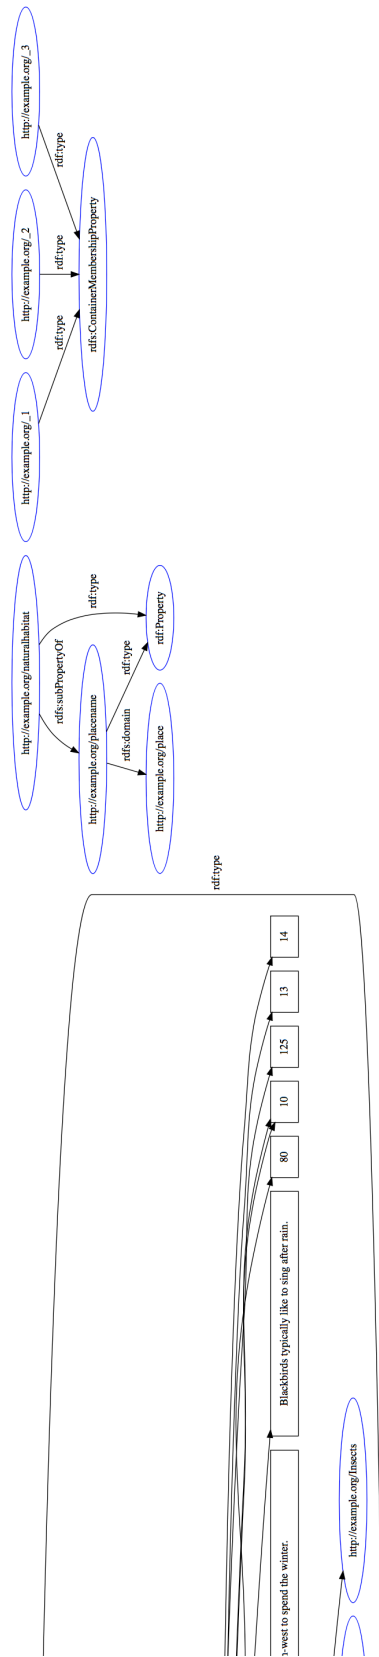 http://example.org/_3
rdf:type
http://example.org/_2
rdf:type
rdfs:ContainerMembershipProperty
rdf:type
http://example.org/_1
http://example.org/naturalhabitat
rdf:type
rdfs:subPropertyOf
rdf:Property
rdf:type
http://example.org/placename
rdfs:domain
http://example.org/place
rdf:type
14
13
125
10
80
Blackbirds typically like to sing after rain.
http://example.org/Insects
n-west to spend the winter.